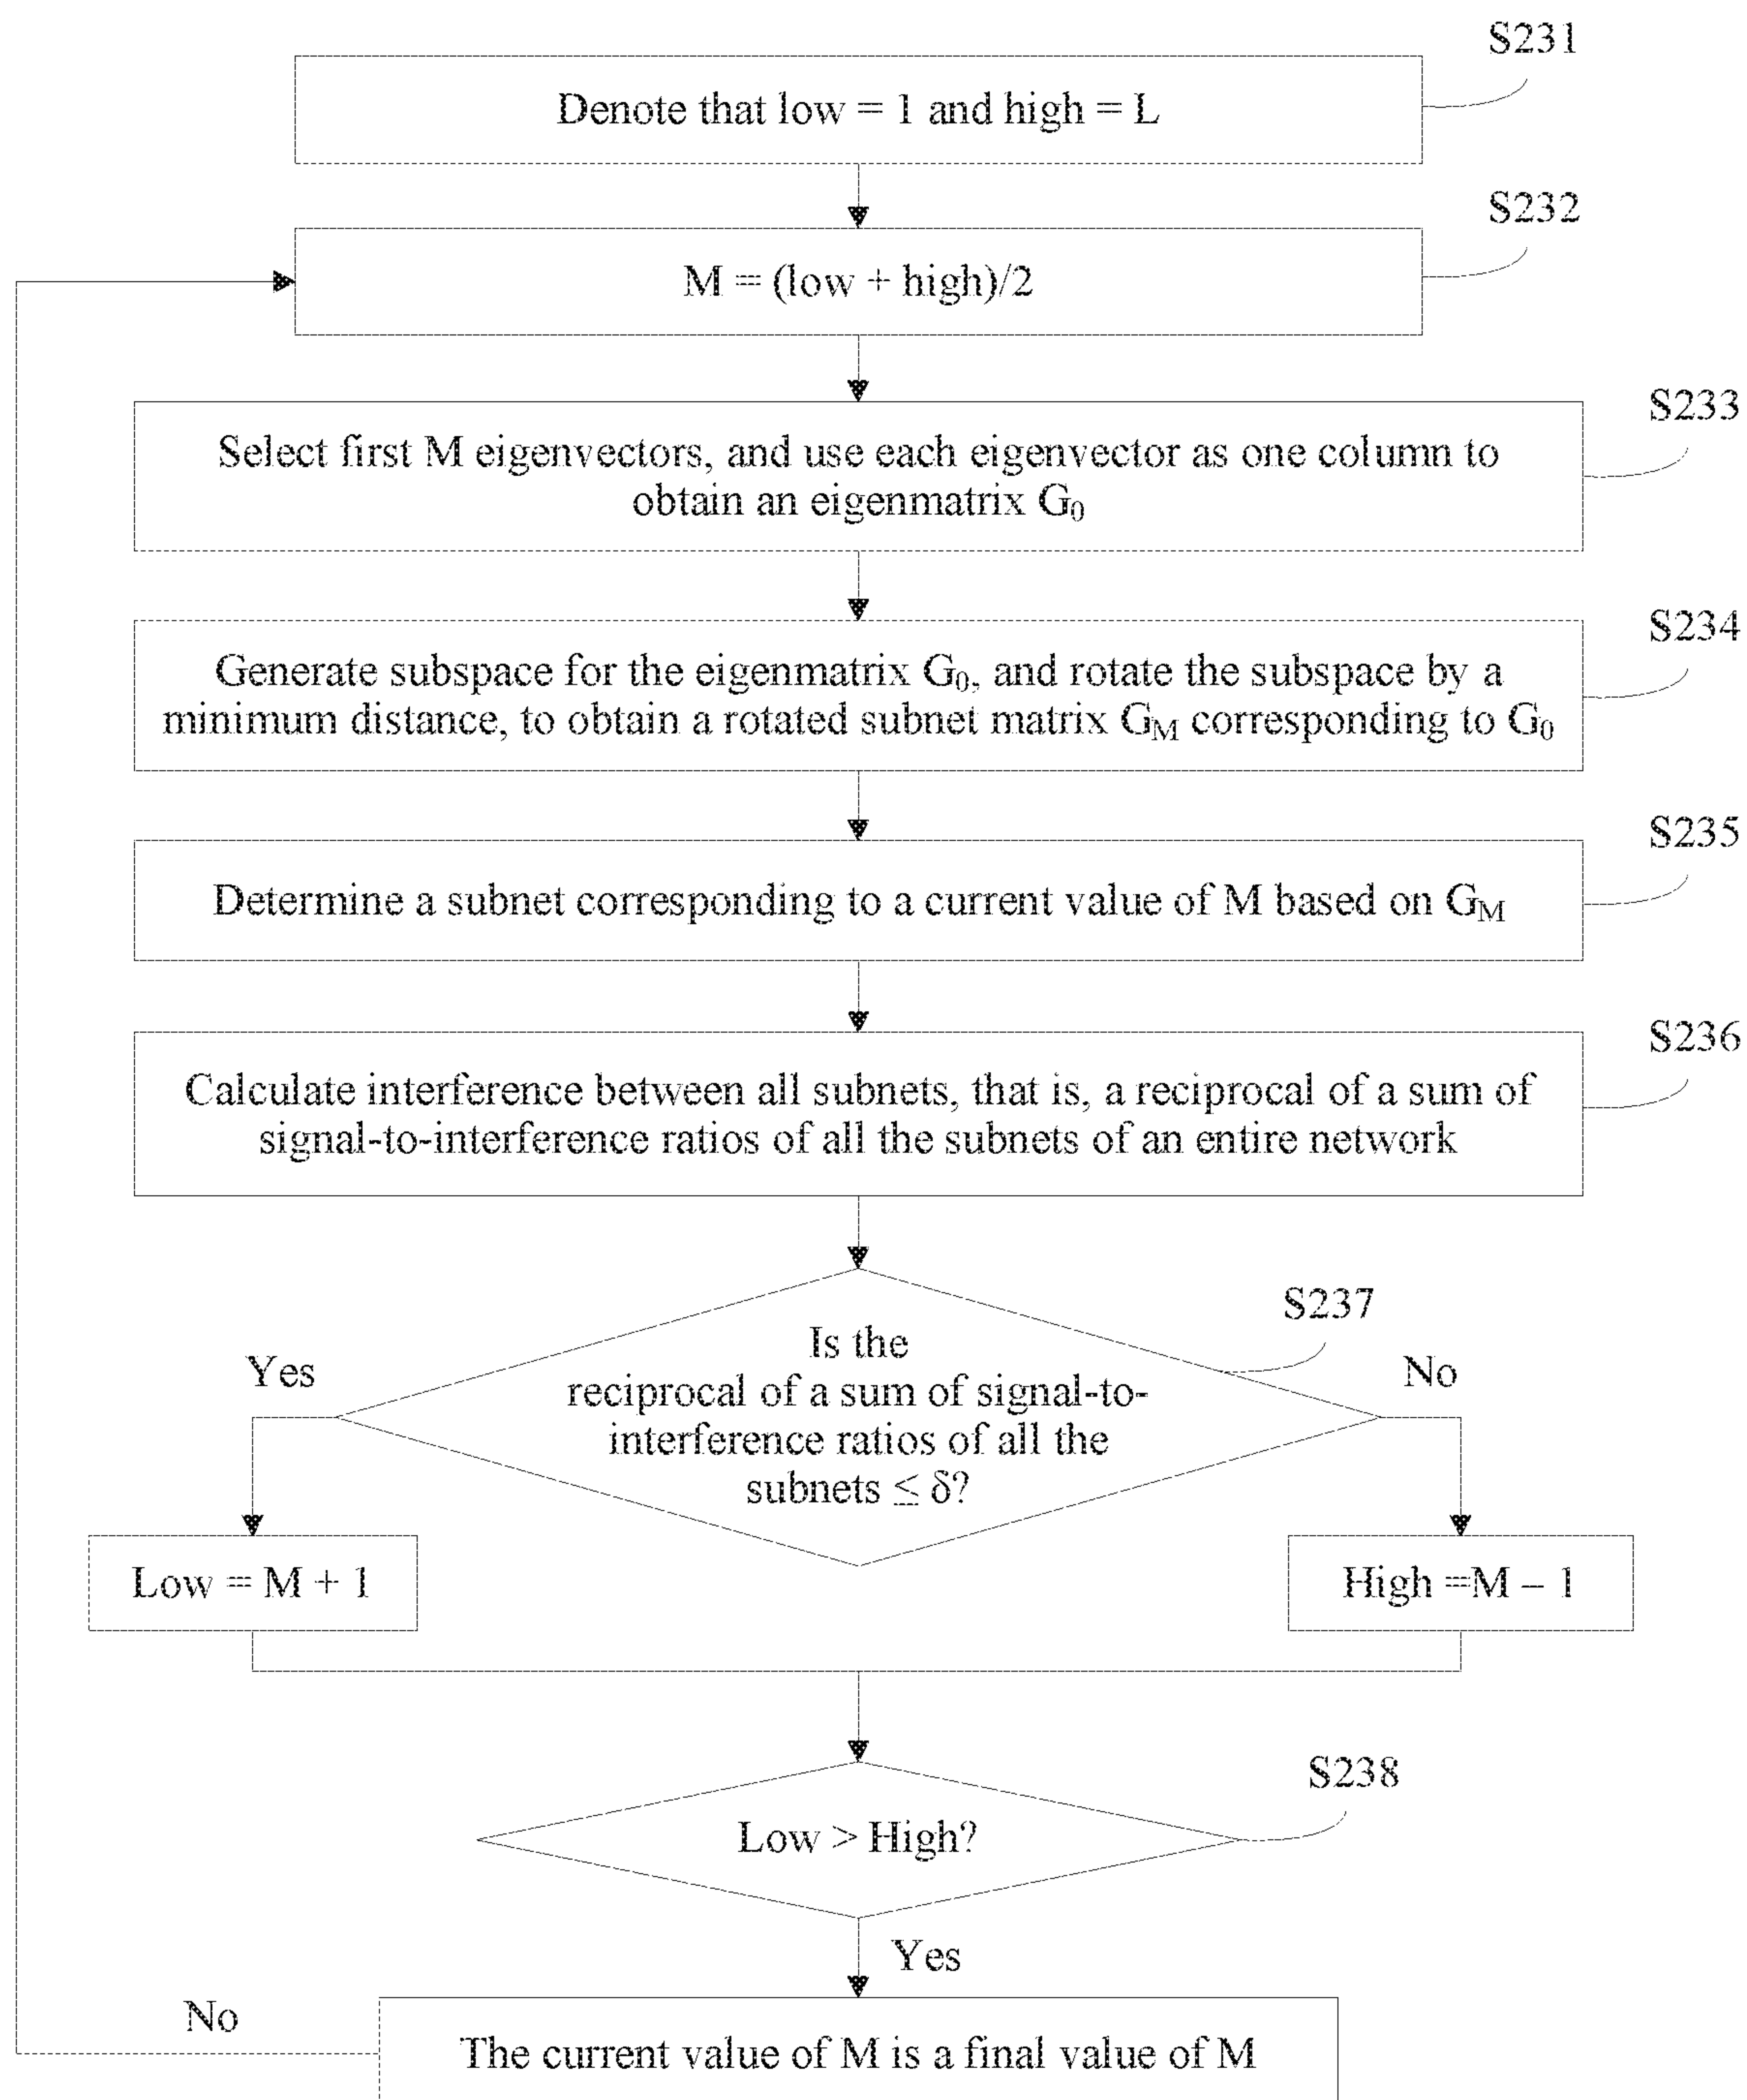 S231
Denote that low = 1 and high = L
S232
M = (low + high)/2
S233
Select first M eigenvectors, and use each eigenvector as one column to
obtain an eigenmatrix G₀
S234
Generate subspace for the eigenmatrix G₀, and rotate the subspace by a
minimum distance, to obtain a rotated subnet matrix G_M corresponding to G₀
S235
Determine a subnet corresponding to a current value of M based on G_M
S236
Calculate interference between all subnets, that is, a reciprocal of a sum of
signal-to-interference ratios of all the subnets of an entire network
S237
Is the
reciprocal of a sum of signal-to-
interference ratios of all the
subnets ≤ δ?
Yes
No
Low = M + 1
High =M – 1
S238
Low > High?
Yes
No
The current value of M is a final value of M